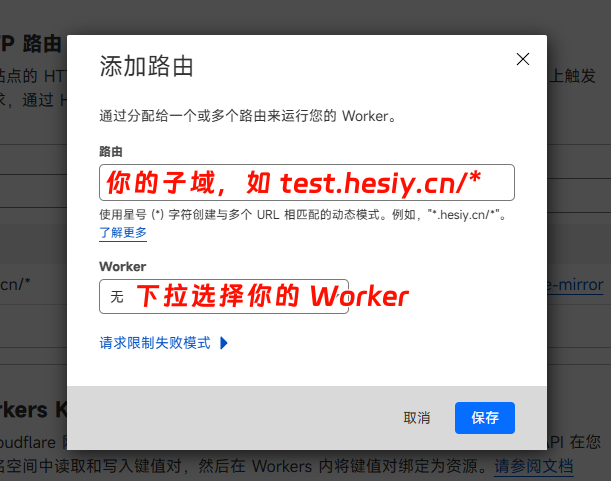 TP 路由
站点的 HT
上触发
求，通过 H
添加路由
通过分配给一个或多个路由来运行您的 Worker。
路由
你的子域，如 test.hesiy.cn/*
使用星号 (*) 字符创建与多个 URL 相匹配的动态模式。例如，"*.hesiy.cn/*"。
了解更多
Worker
cn/*
无 下拉选择你的 Worker
e-mirror
请求限制失败模式
取消
保存
rkers K
oudflare
API 在您
名空间中读取和写入键值对，然后在 Workers 内将键值对绑定为资源。请参阅文档